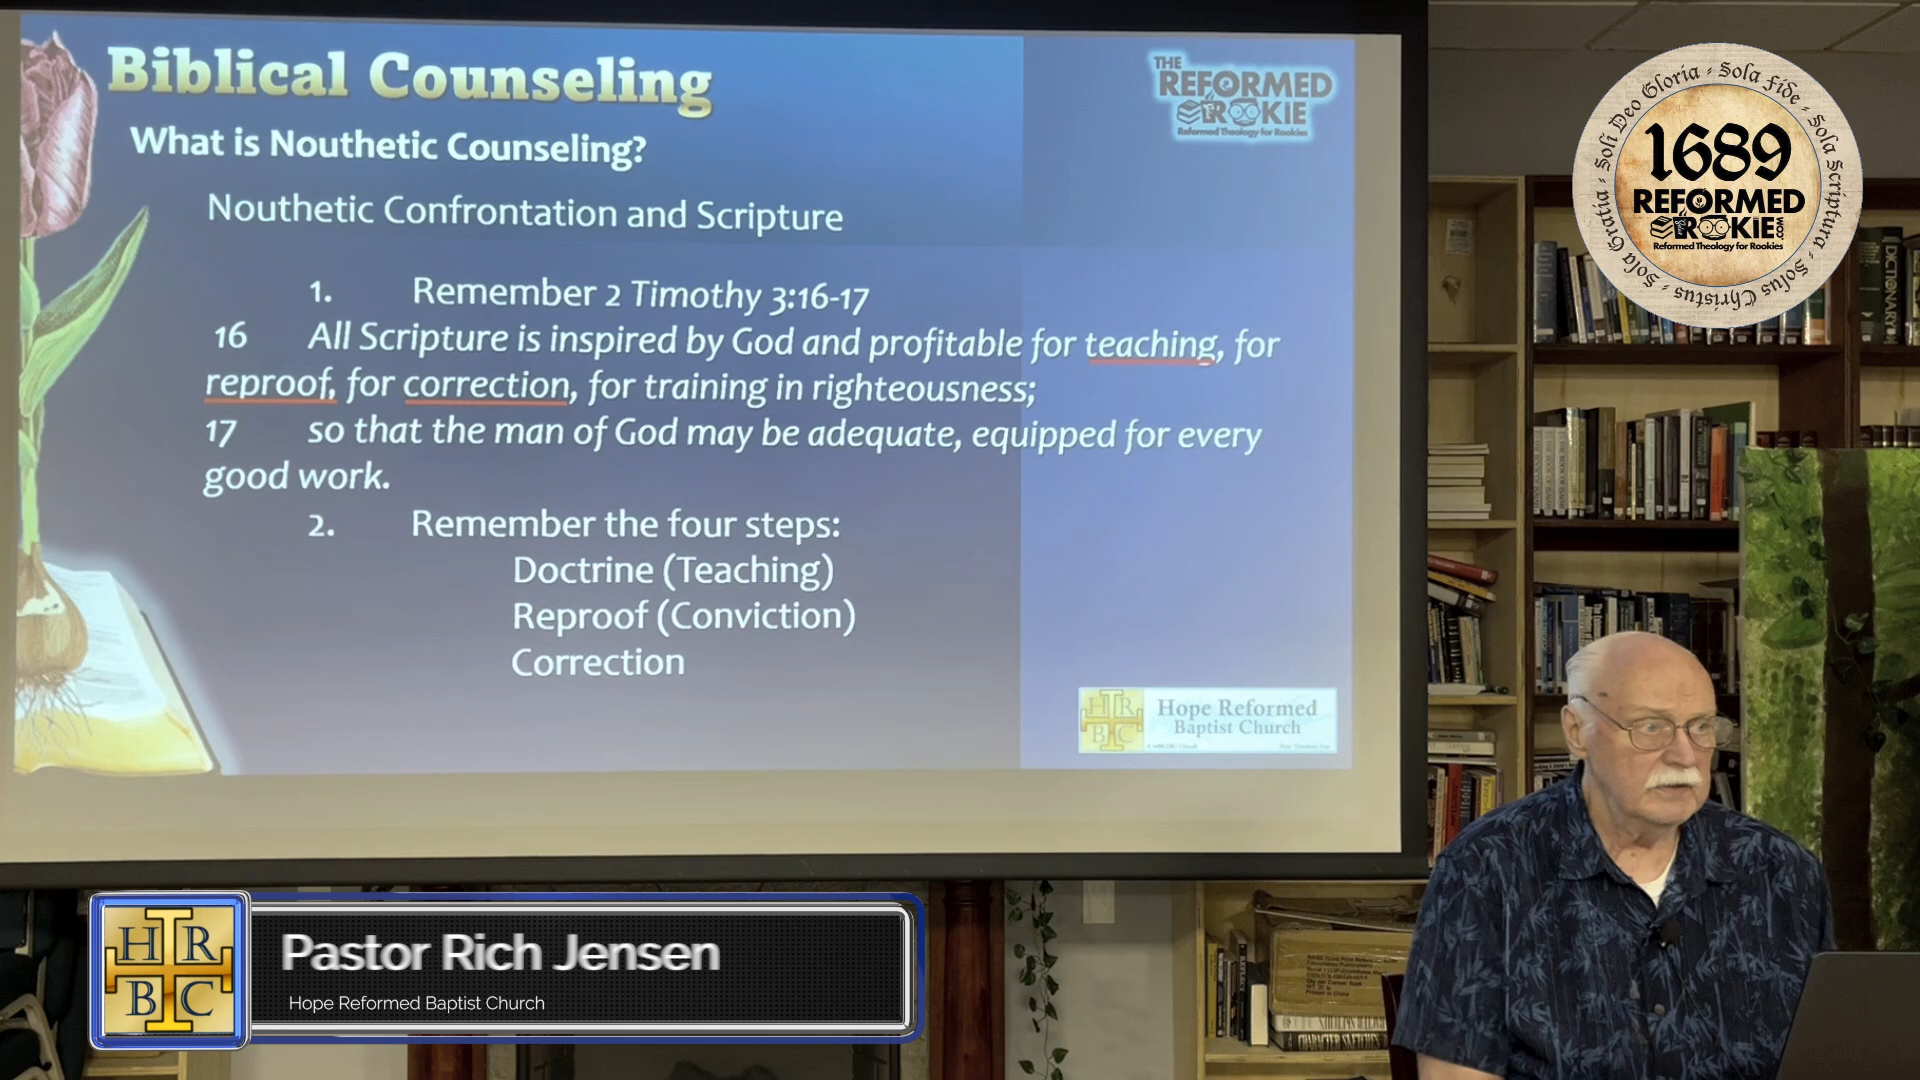 Biblical Counseling
What is Nouthetic Counseling?
Nouthetic Confrontation and Scripture
1. Remember 2 Timothy 3:16-17
16 All Scripture is inspired by God and profitable for teaching, for
reproof, for correction, for training in righteousness;
17 so that the man of God may be adequate, equipped for every
good work.
2. Remember the four steps:
Doctrine (Teaching)
Reproof (Conviction)
Correction
THE
REFORMED
ROOKIE
Reformed Theology for Rookies
H R
B C
Hope Reformed
Baptist Church
Soli Deo Gloria - Sola Fide - Sola Scriptura - Solus Christus - Sola Gratia -
1689
REFORMED
ROOKIE.COM
Reformed Theology for Rookies
DICTIONARY
H R
B C
Pastor Rich Jensen
Hope Reformed Baptist Church